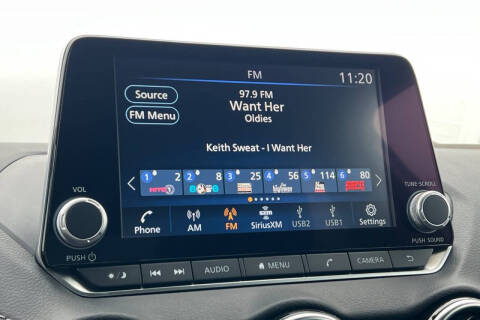 FM
11:20
Source
97.9 FM
Want Her
FM Menu
Oldies
Keith Sweat - I Want Her
1 2 2 8 3 25 4 56 5 114 6 80
VOL
TUNE·SCROLL
Phone AM FM SiriusXM USB2 USB1 Settings
PUSH
PUSH SOUND
AUDIO MENU CAMERA